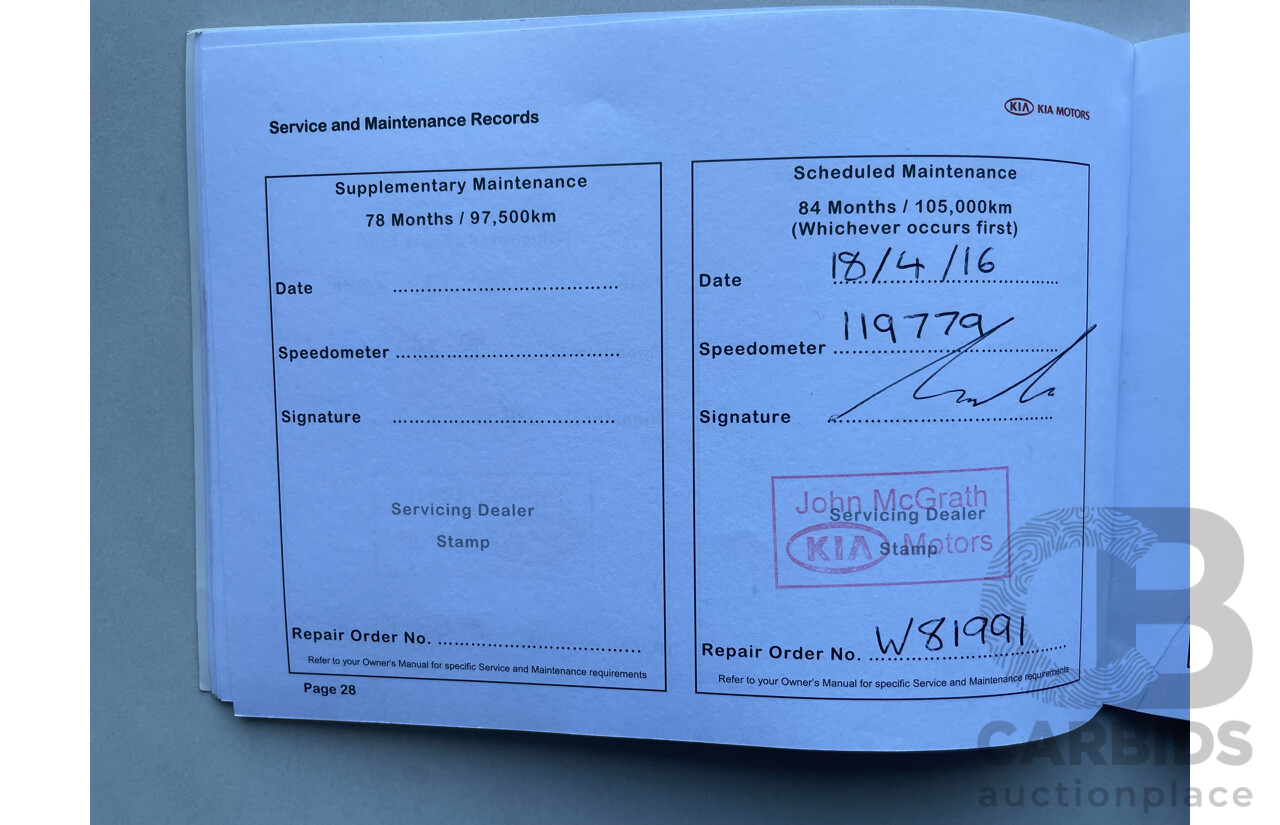 Service and Maintenance Records
KIA KIA MOTORS
Supplementary Maintenance
78 Months / 97,500km
Date ........................................
Speedometer ........................................
Signature ........................................
Servicing Dealer
Stamp
Repair Order No. ....................................
Refer to your Owner's Manual for specific Service and Maintenance requirements
Page 28
Scheduled Maintenance
84 Months / 105,000km
(Whichever occurs first)
Date 18/4/16
Speedometer 119779
Signature ........................................
John McGrath
Servicing Dealer
KIA Motors
Stamp
Repair Order No. W81991
Refer to your Owner's Manual for specific Service and Maintenance requirements
CB
CARBIDS
auctionplace